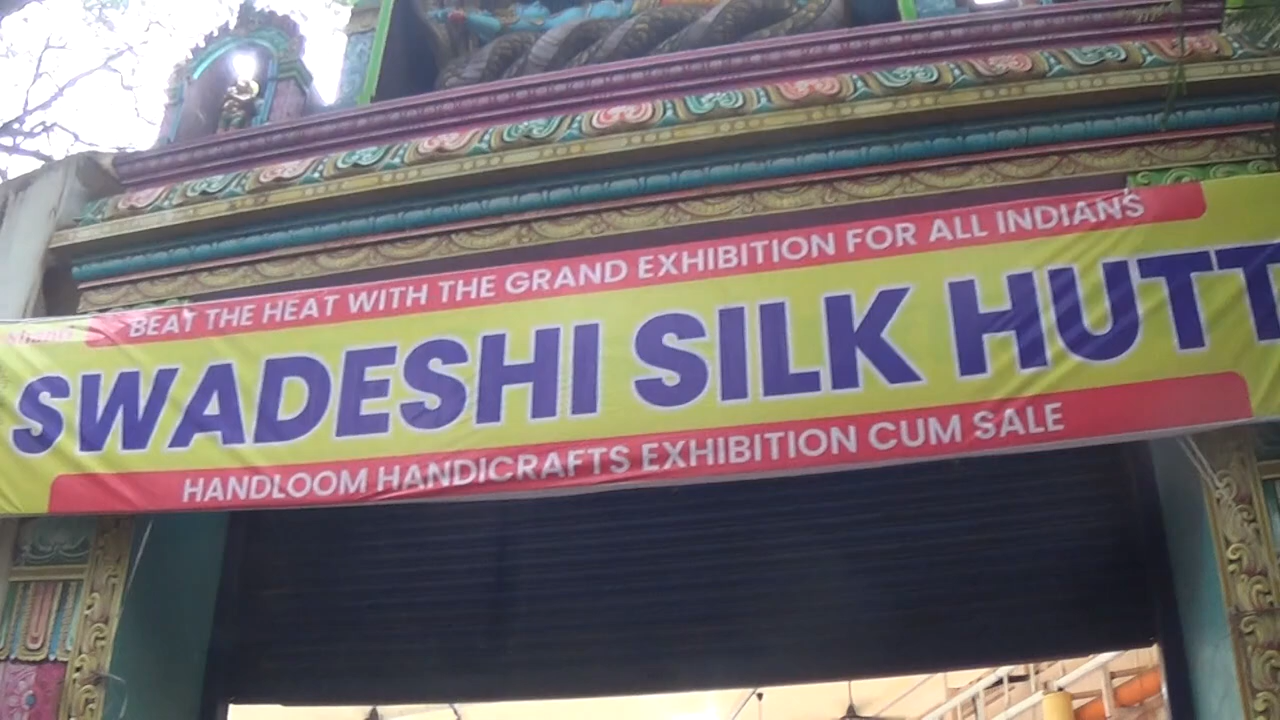 BEAT THE HEAT WITH THE GRAND EXHIBITION FOR ALL INDIANS
SWADESHI SILK HUTT
HANDLOOM HANDICRAFTS EXHIBITION CUM SALE